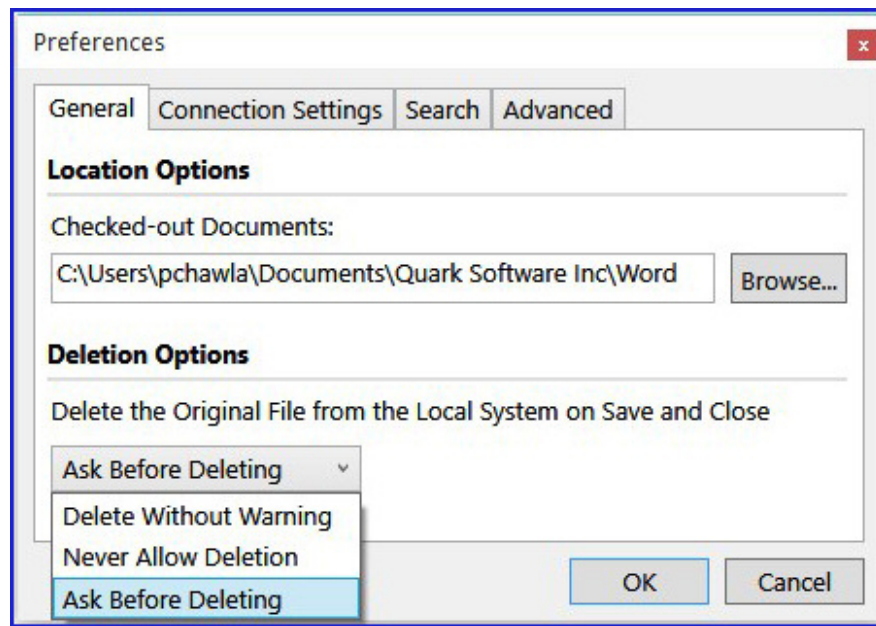 Preferences
x
General Connection Settings Search Advanced
Location Options
Checked-out Documents:
C:\Users\pchawla\Documents\Quark Software Inc\Word Browse...
Deletion Options
Delete the Original File from the Local System on Save and Close
Ask Before Deleting
Delete Without Warning
Never Allow Deletion
Ask Before Deleting
OK Cancel